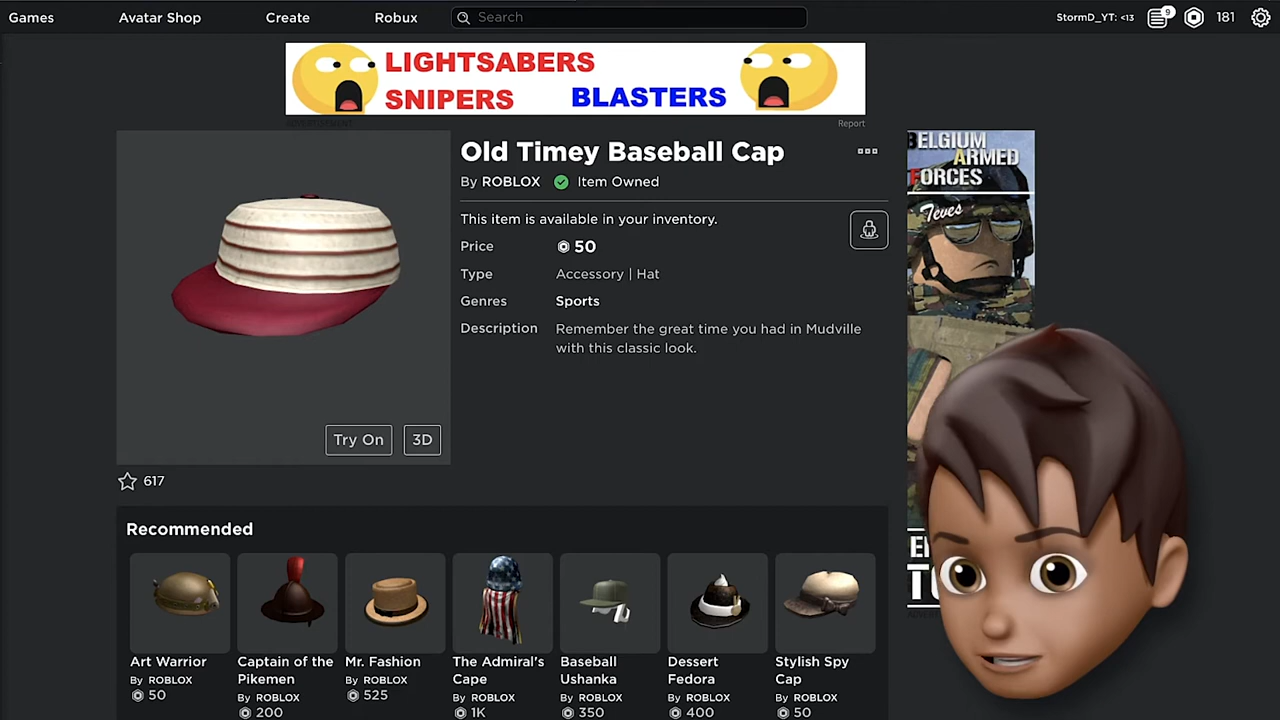 Games Avatar Shop Create Robux Search StormD_YT: <13 9 181
LIGHTSABERS
SNIPERS BLASTERS
ADVERTISEMENT Report
Old Timey Baseball Cap
By ROBLOX Item Owned
This item is available in your inventory.
Price 50
Type Accessory | Hat
Genres Sports
Description Remember the great time you had in Mudville
with this classic look.
Try On 3D
617
BELGIUM
ARMED
FORCES
Teves
Recommended
Art Warrior
By ROBLOX
50
Captain of the
Pikemen
By ROBLOX
200
Mr. Fashion
By ROBLOX
525
The Admiral's
Cape
By ROBLOX
1K
Baseball
Ushanka
By ROBLOX
350
Dessert
Fedora
By ROBLOX
400
Stylish Spy
Cap
By ROBLOX
50